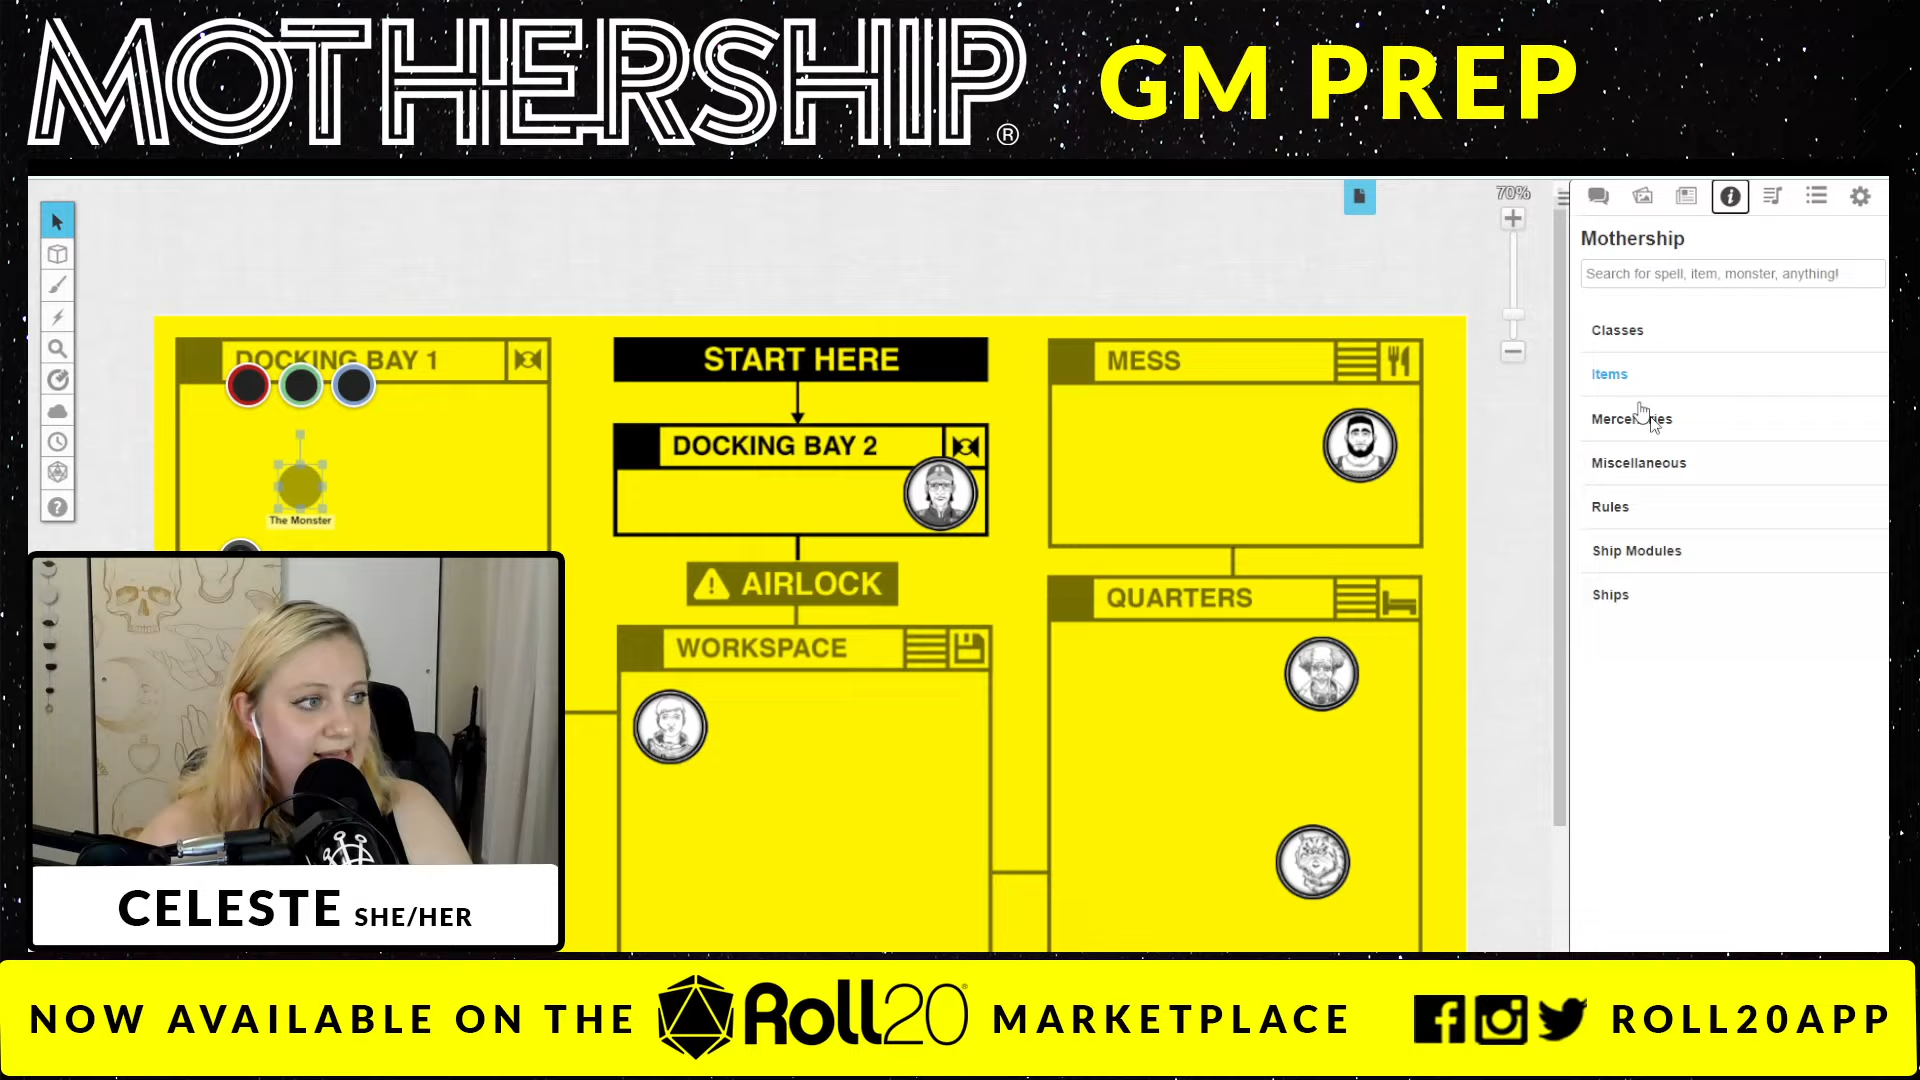 MOTHERSHIP®
GM PREP
70%
Mothership
Search for spell, item, monster, anything!
Classes
Items
Mercenaries
Miscellaneous
Rules
Ship Modules
Ships
DOCKING BAY 1
The Monster
START HERE
DOCKING BAY 2
AIRLOCK
WORKSPACE
MESS
QUARTERS
CELESTE SHE/HER
NOW AVAILABLE ON THE Roll20® MARKETPLACE ROLL20APP